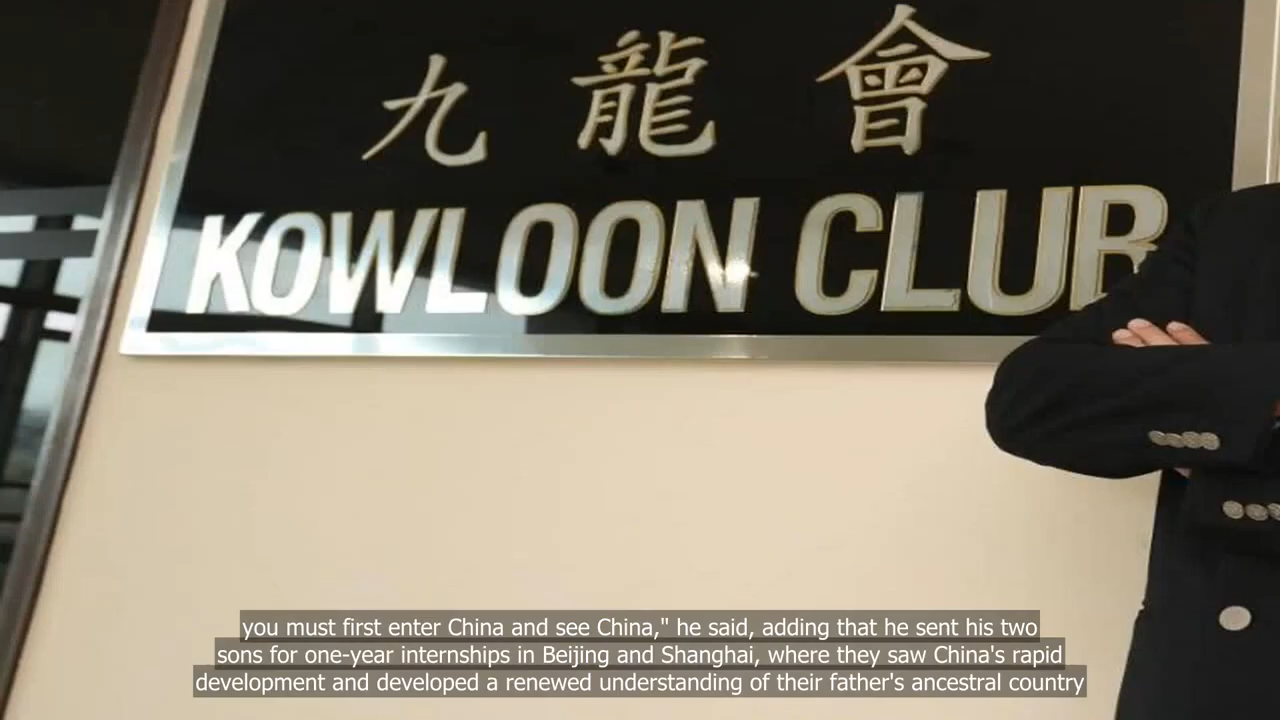 九龍會
KOWLOON CLUB
you must first enter China and see China," he said, adding that he sent his two
sons for one-year internships in Beijing and Shanghai, where they saw China's rapid
development and developed a renewed understanding of their father's ancestral country